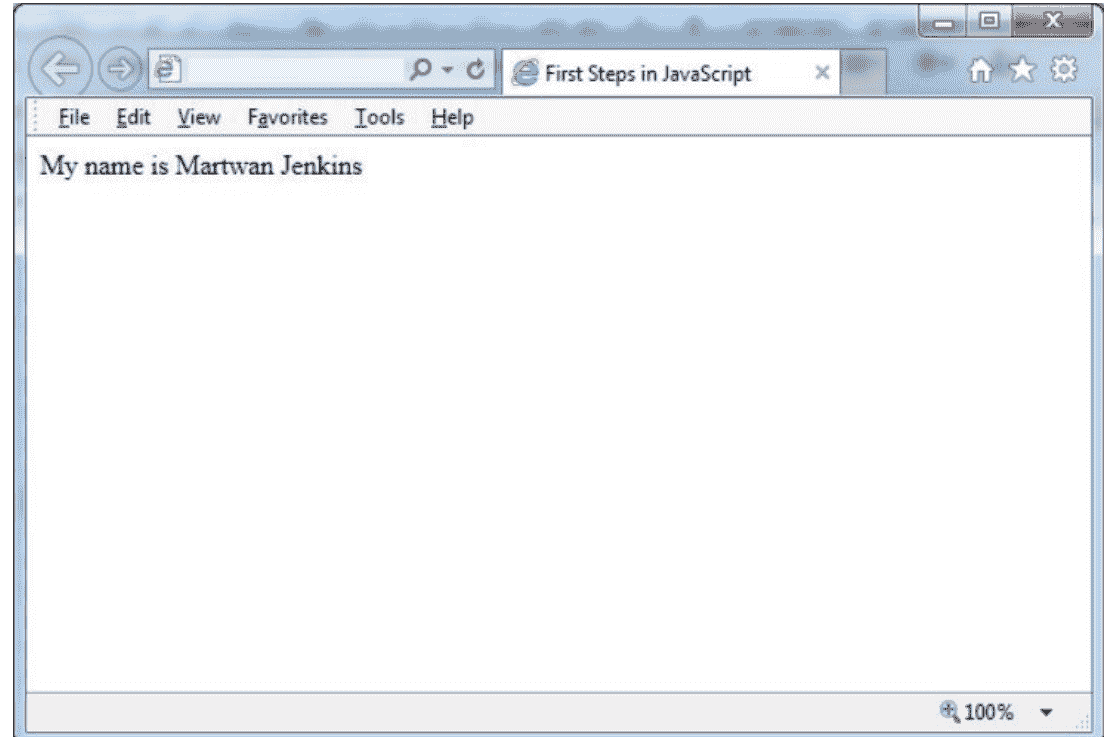 First Steps in JavaScript
File Edit View Favorites Tools Help
My name is Martwan Jenkins
100%